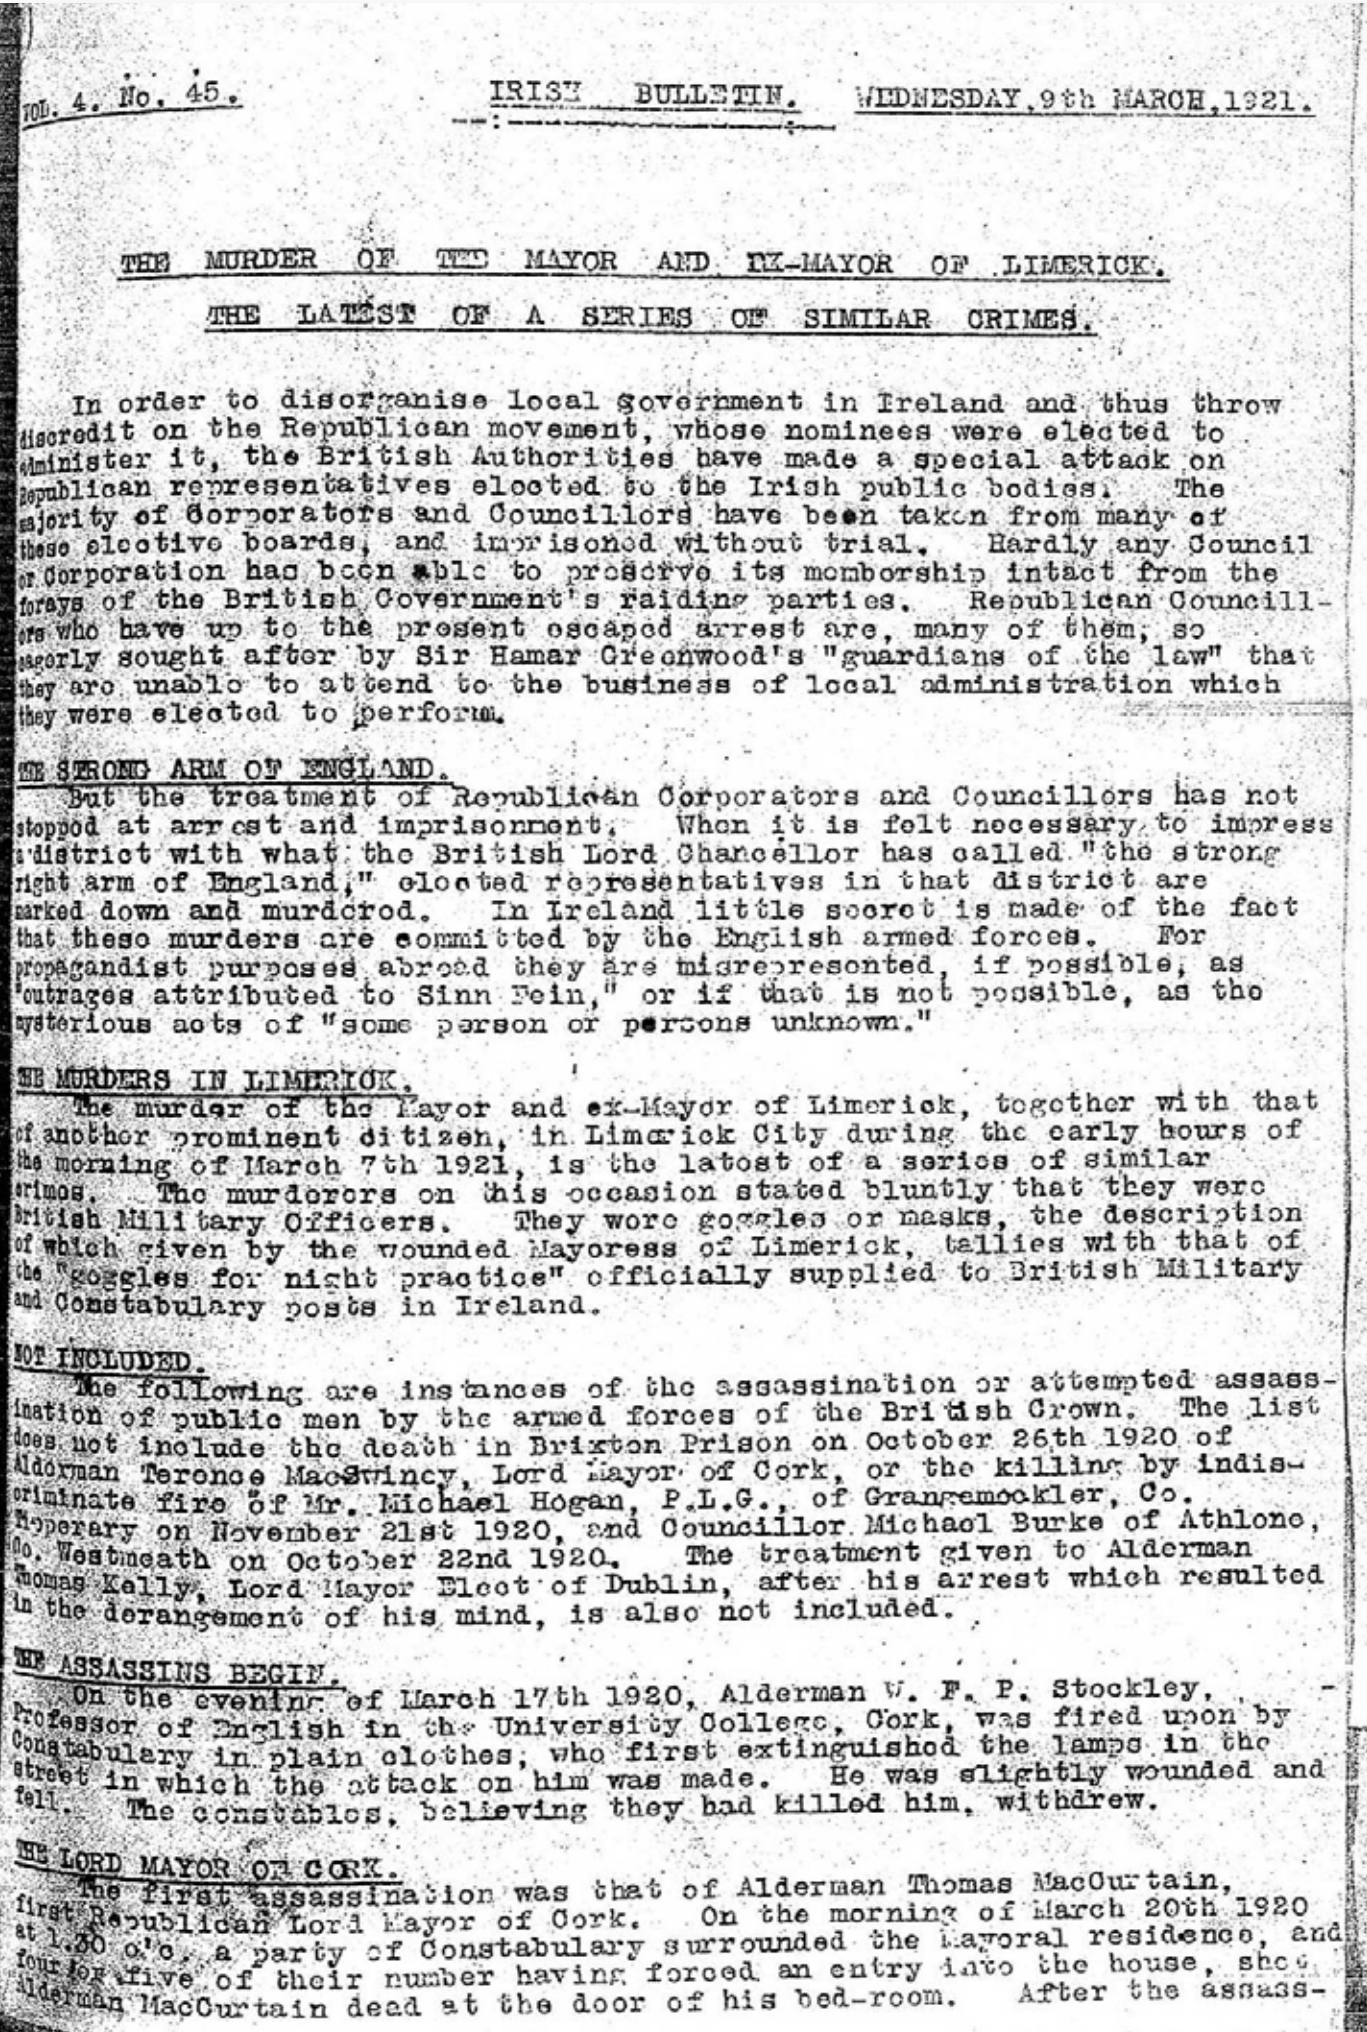 VOL. 4. No. 45. IRISH BULLETIN. WEDNESDAY, 9th MARCH, 1921.
THE MURDER OF THE MAYOR AND EX-MAYOR OF LIMERICK.
THE LATEST OF A SERIES OF SIMILAR CRIMES.
In order to disorganise local government in Ireland and thus throw
discredit on the Republican movement, whose nominees were elected to
administer it, the British Authorities have made a special attack on
Republican representatives elected to the Irish public bodies. The
majority of Corporators and Councillors have been taken from many of
these elective boards, and imprisoned without trial. Hardly any Council
or Corporation has been able to preserve its membership intact from the
forays of the British Government's raiding parties. Republican Councill-
ors who have up to the present escaped arrest are, many of them, so
eagerly sought after by Sir Hamar Greenwood's "guardians of the law" that
they are unable to attend to the business of local administration which
they were elected to perform.
THE STRONG ARM OF ENGLAND.
But the treatment of Republican Corporators and Councillors has not
stopped at arrest and imprisonment. When it is felt necessary to impress
a district with what the British Lord Chancellor has called "the strong
right arm of England," elected representatives in that district are
marked down and murdered. In Ireland little secret is made of the fact
that these murders are committed by the English armed forces. For
propagandist purposes abroad they are misrepresented, if possible, as
"outrages attributed to Sinn Fein," or if that is not possible, as the
mysterious acts of "some person or persons unknown."
THE MURDERS IN LIMERICK.
The murder of the Mayor and ex-Mayor of Limerick, together with that
of another prominent citizen, in Limerick City during the early hours of
the morning of March 7th 1921, is the latest of a series of similar
crimes. The murderers on this occasion stated bluntly that they were
British Military Officers. They wore goggles or masks, the description
of which given by the wounded Mayoress of Limerick, tallies with that of
the "goggles for night practice" officially supplied to British Military
and Constabulary posts in Ireland.
NOT INCLUDED.
The following are instances of the assassination or attempted assass-
ination of public men by the armed forces of the British Crown. The list
does not include the death in Brixton Prison on October 26th 1920 of
Alderman Terence MacSwiney, Lord Mayor of Cork, or the killing by indis-
criminate fire of Mr. Michael Hogan, P.L.G., of Grangemockler, Co.
Tipperary on November 21st 1920, and Councillor Michael Burke of Athlone,
Co. Westmeath on October 22nd 1920. The treatment given to Alderman
Thomas Kelly, Lord Mayor Elect of Dublin, after his arrest which resulted
in the derangement of his mind, is also not included.
THE ASSASSINS BEGIN.
On the evening of March 17th 1920, Alderman W. F. P. Stockley,
Professor of English in the University College, Cork, was fired upon by
Constabulary in plain clothes, who first extinguished the lamps in the
street in which the attack on him was made. He was slightly wounded and
fell. The constables, believing they had killed him, withdrew.
THE LORD MAYOR OF CORK.
The first assassination was that of Alderman Thomas MacCurtain,
first Republican Lord Mayor of Cork. On the morning of March 20th 1920
at 1.30 o'c. a party of Constabulary surrounded the Mayoral residence, and
four or five of their number having forced an entry into the house, shot
Alderman MacCurtain dead at the door of his bed-room. After the assass-